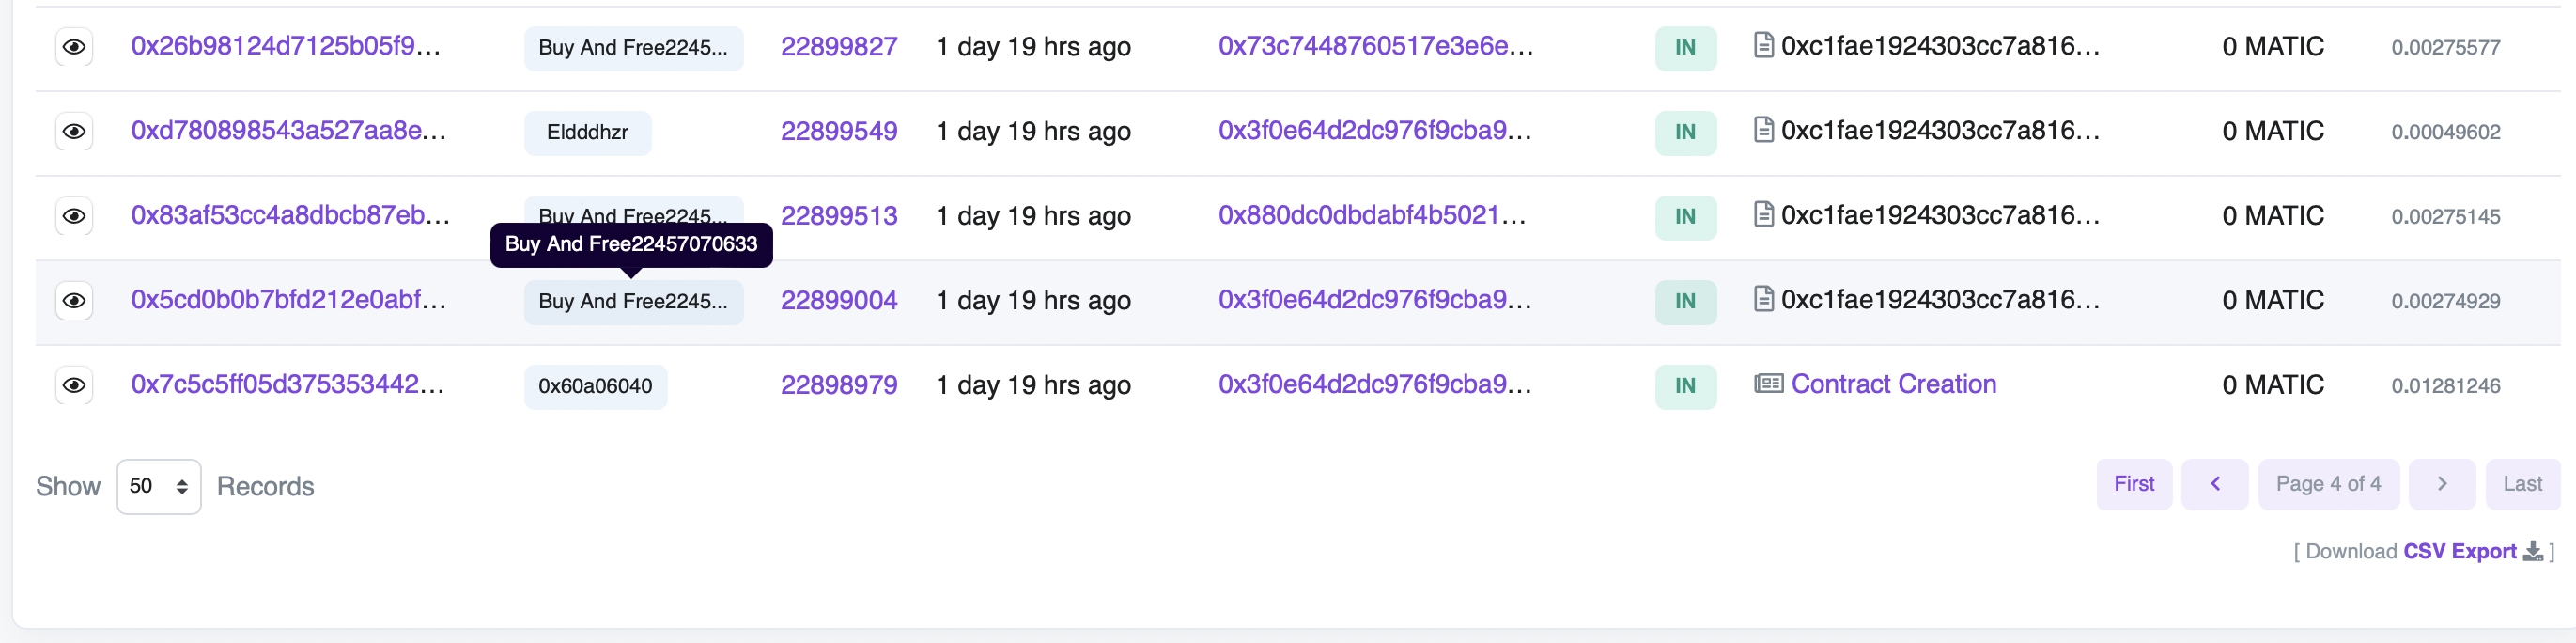 0x26b98124d7125b05f9... Buy And Free2245... 22899827 1 day 19 hrs ago 0x73c7448760517e3e6e... IN 0xc1fae1924303cc7a816... 0 MATIC 0.00275577
0xd780898543a527aa8e... Eldddhzr 22899549 1 day 19 hrs ago 0x3f0e64d2dc976f9cba9... IN 0xc1fae1924303cc7a816... 0 MATIC 0.00049602
0x83af53cc4a8dbcb87eb... Buy And Free2245... 22899513 1 day 19 hrs ago 0x880dc0dbdabf4b5021... IN 0xc1fae1924303cc7a816... 0 MATIC 0.00275145
Buy And Free22457070633
0x5cd0b0b7bfd212e0abf... Buy And Free2245... 22899004 1 day 19 hrs ago 0x3f0e64d2dc976f9cba9... IN 0xc1fae1924303cc7a816... 0 MATIC 0.00274929
0x7c5c5ff05d375353442... 0x60a06040 22898979 1 day 19 hrs ago 0x3f0e64d2dc976f9cba9... IN Contract Creation 0 MATIC 0.01281246
Show 50 Records First Page 4 of 4 Last
[ Download CSV Export ]